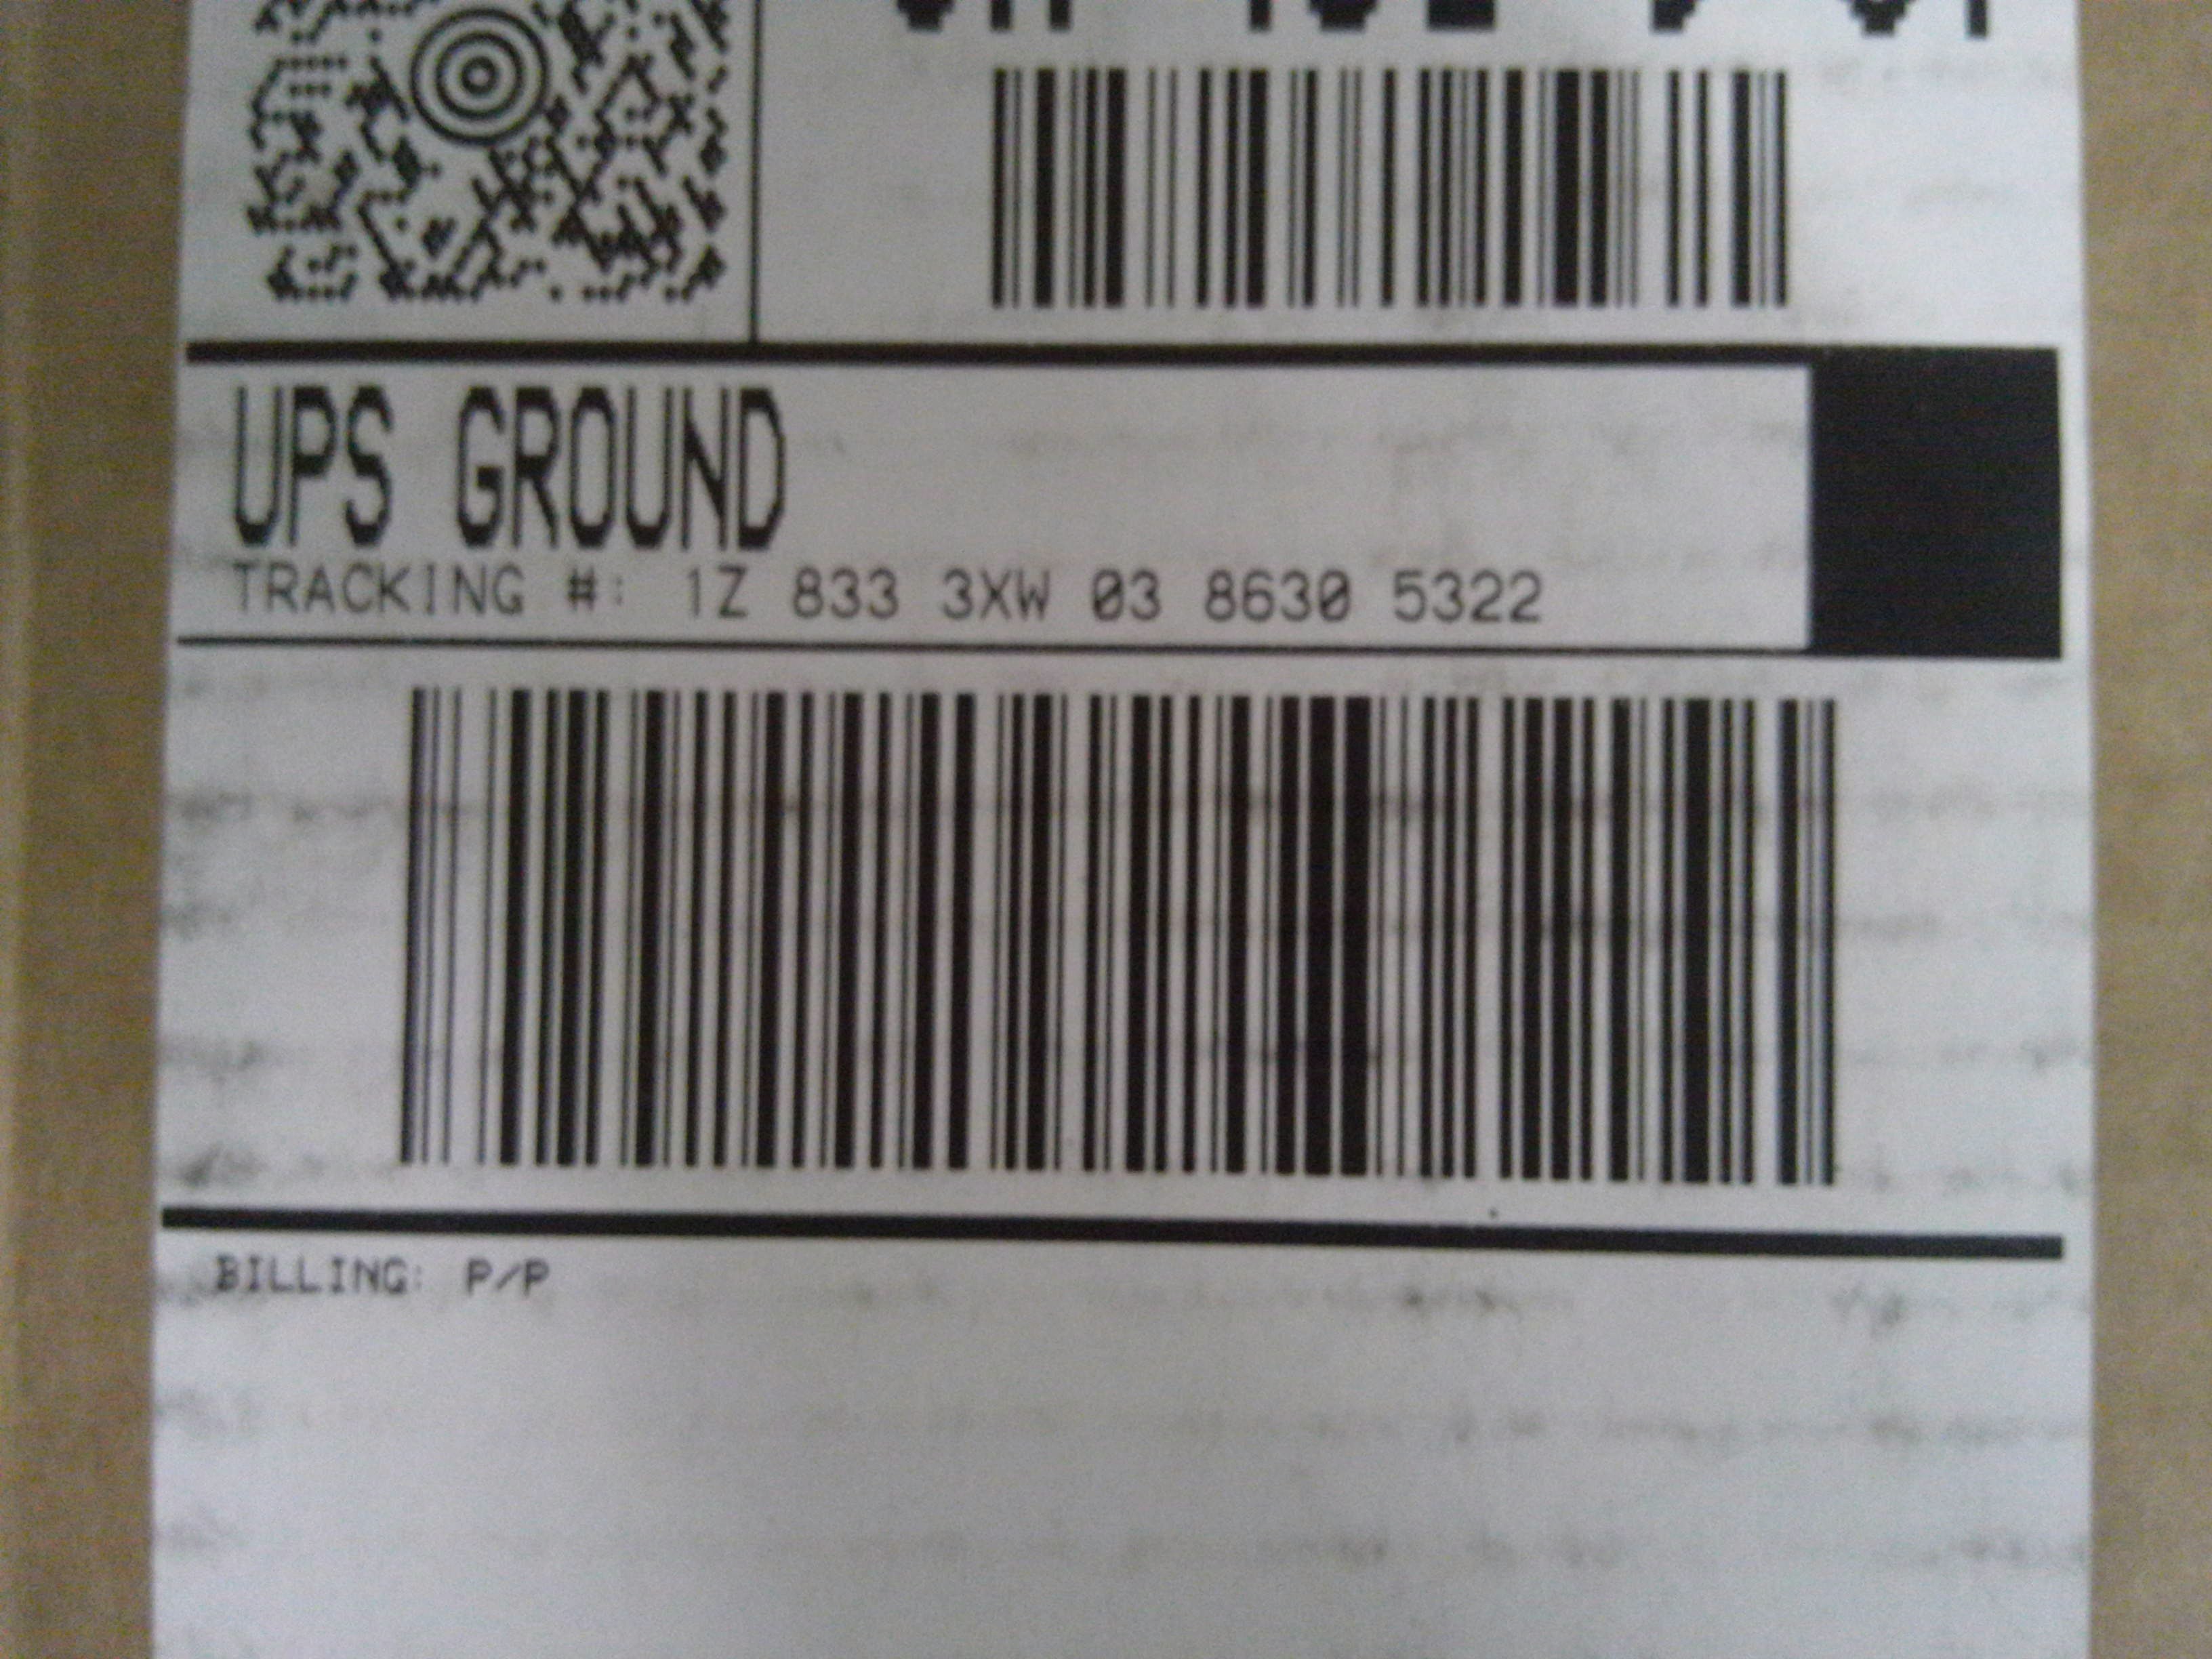 UPS GROUND
TRACKING #: 1Z 833 3XW 03 8630 5322
BILLING: P/P